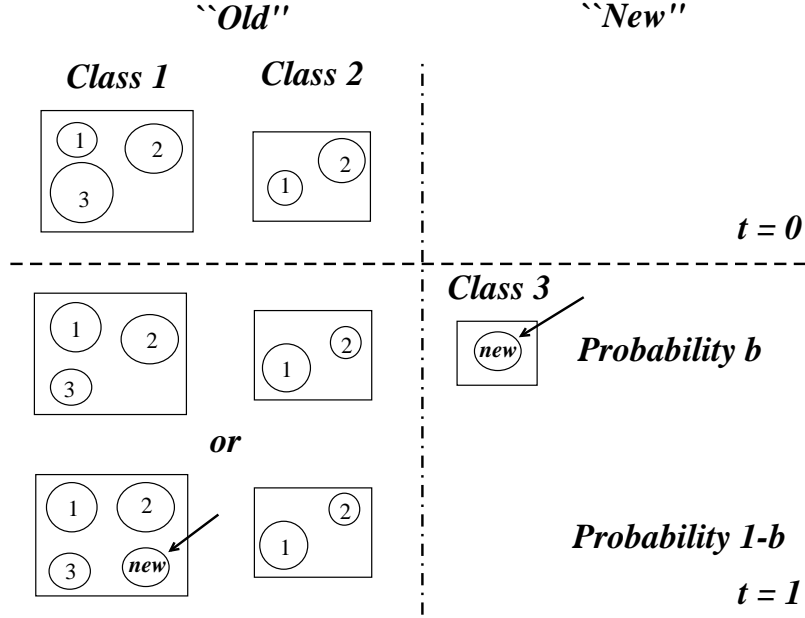 ``Old"
``New"
Class 1
Class 2
1
2
3
1
2
t = 0
Class 3
1
2
3
1
2
new
Probability b
or
1
2
3
new
1
2
Probability 1-b
t = 1